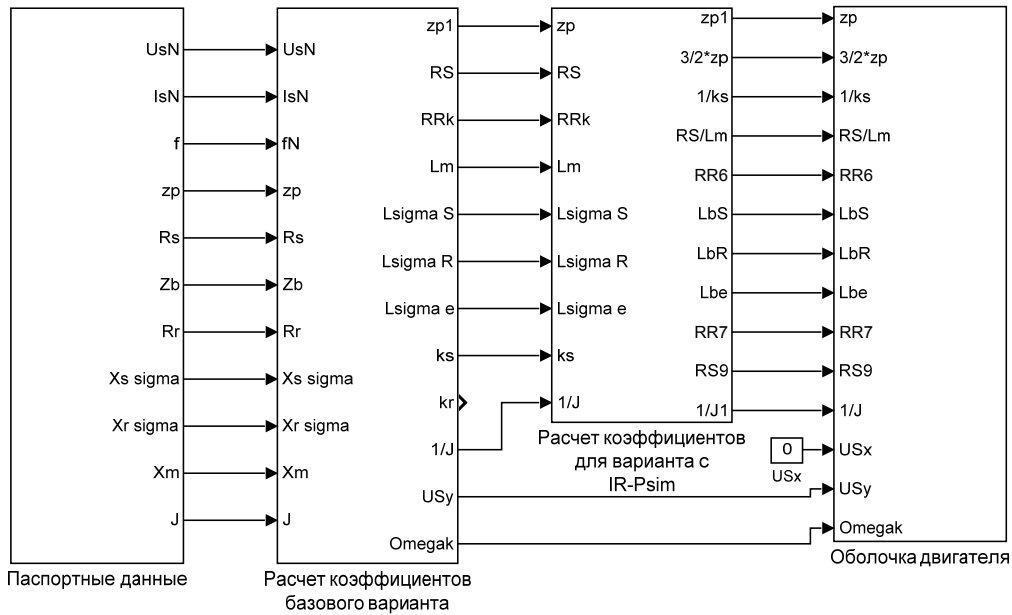 UsN
IsN
f
zp
Rs
Zb
Rr
Xs sigma
Xr sigma
Xm
J
Паспортные данные
UsN
IsN
fN
zp
Rs
Zb
Rr
Xs sigma
Xr sigma
Xm
J
zp1
RS
RRk
Lm
Lsigma S
Lsigma R
Lsigma e
ks
kr
1/J
USy
Omegak
Расчет коэффициентов
базового варианта
zp
RS
RRk
Lm
Lsigma S
Lsigma R
Lsigma e
ks
1/J
zp1
3/2*zp
1/ks
RS/Lm
RR6
LbS
LbR
Lbe
RR7
RS9
1/J1
Расчет коэффициентов
для варианта с
IR-Psim
0
USx
zp
3/2*zp
1/ks
RS/Lm
RR6
LbS
LbR
Lbe
RR7
RS9
1/J
USx
USy
Omegak
Оболочка двигателя